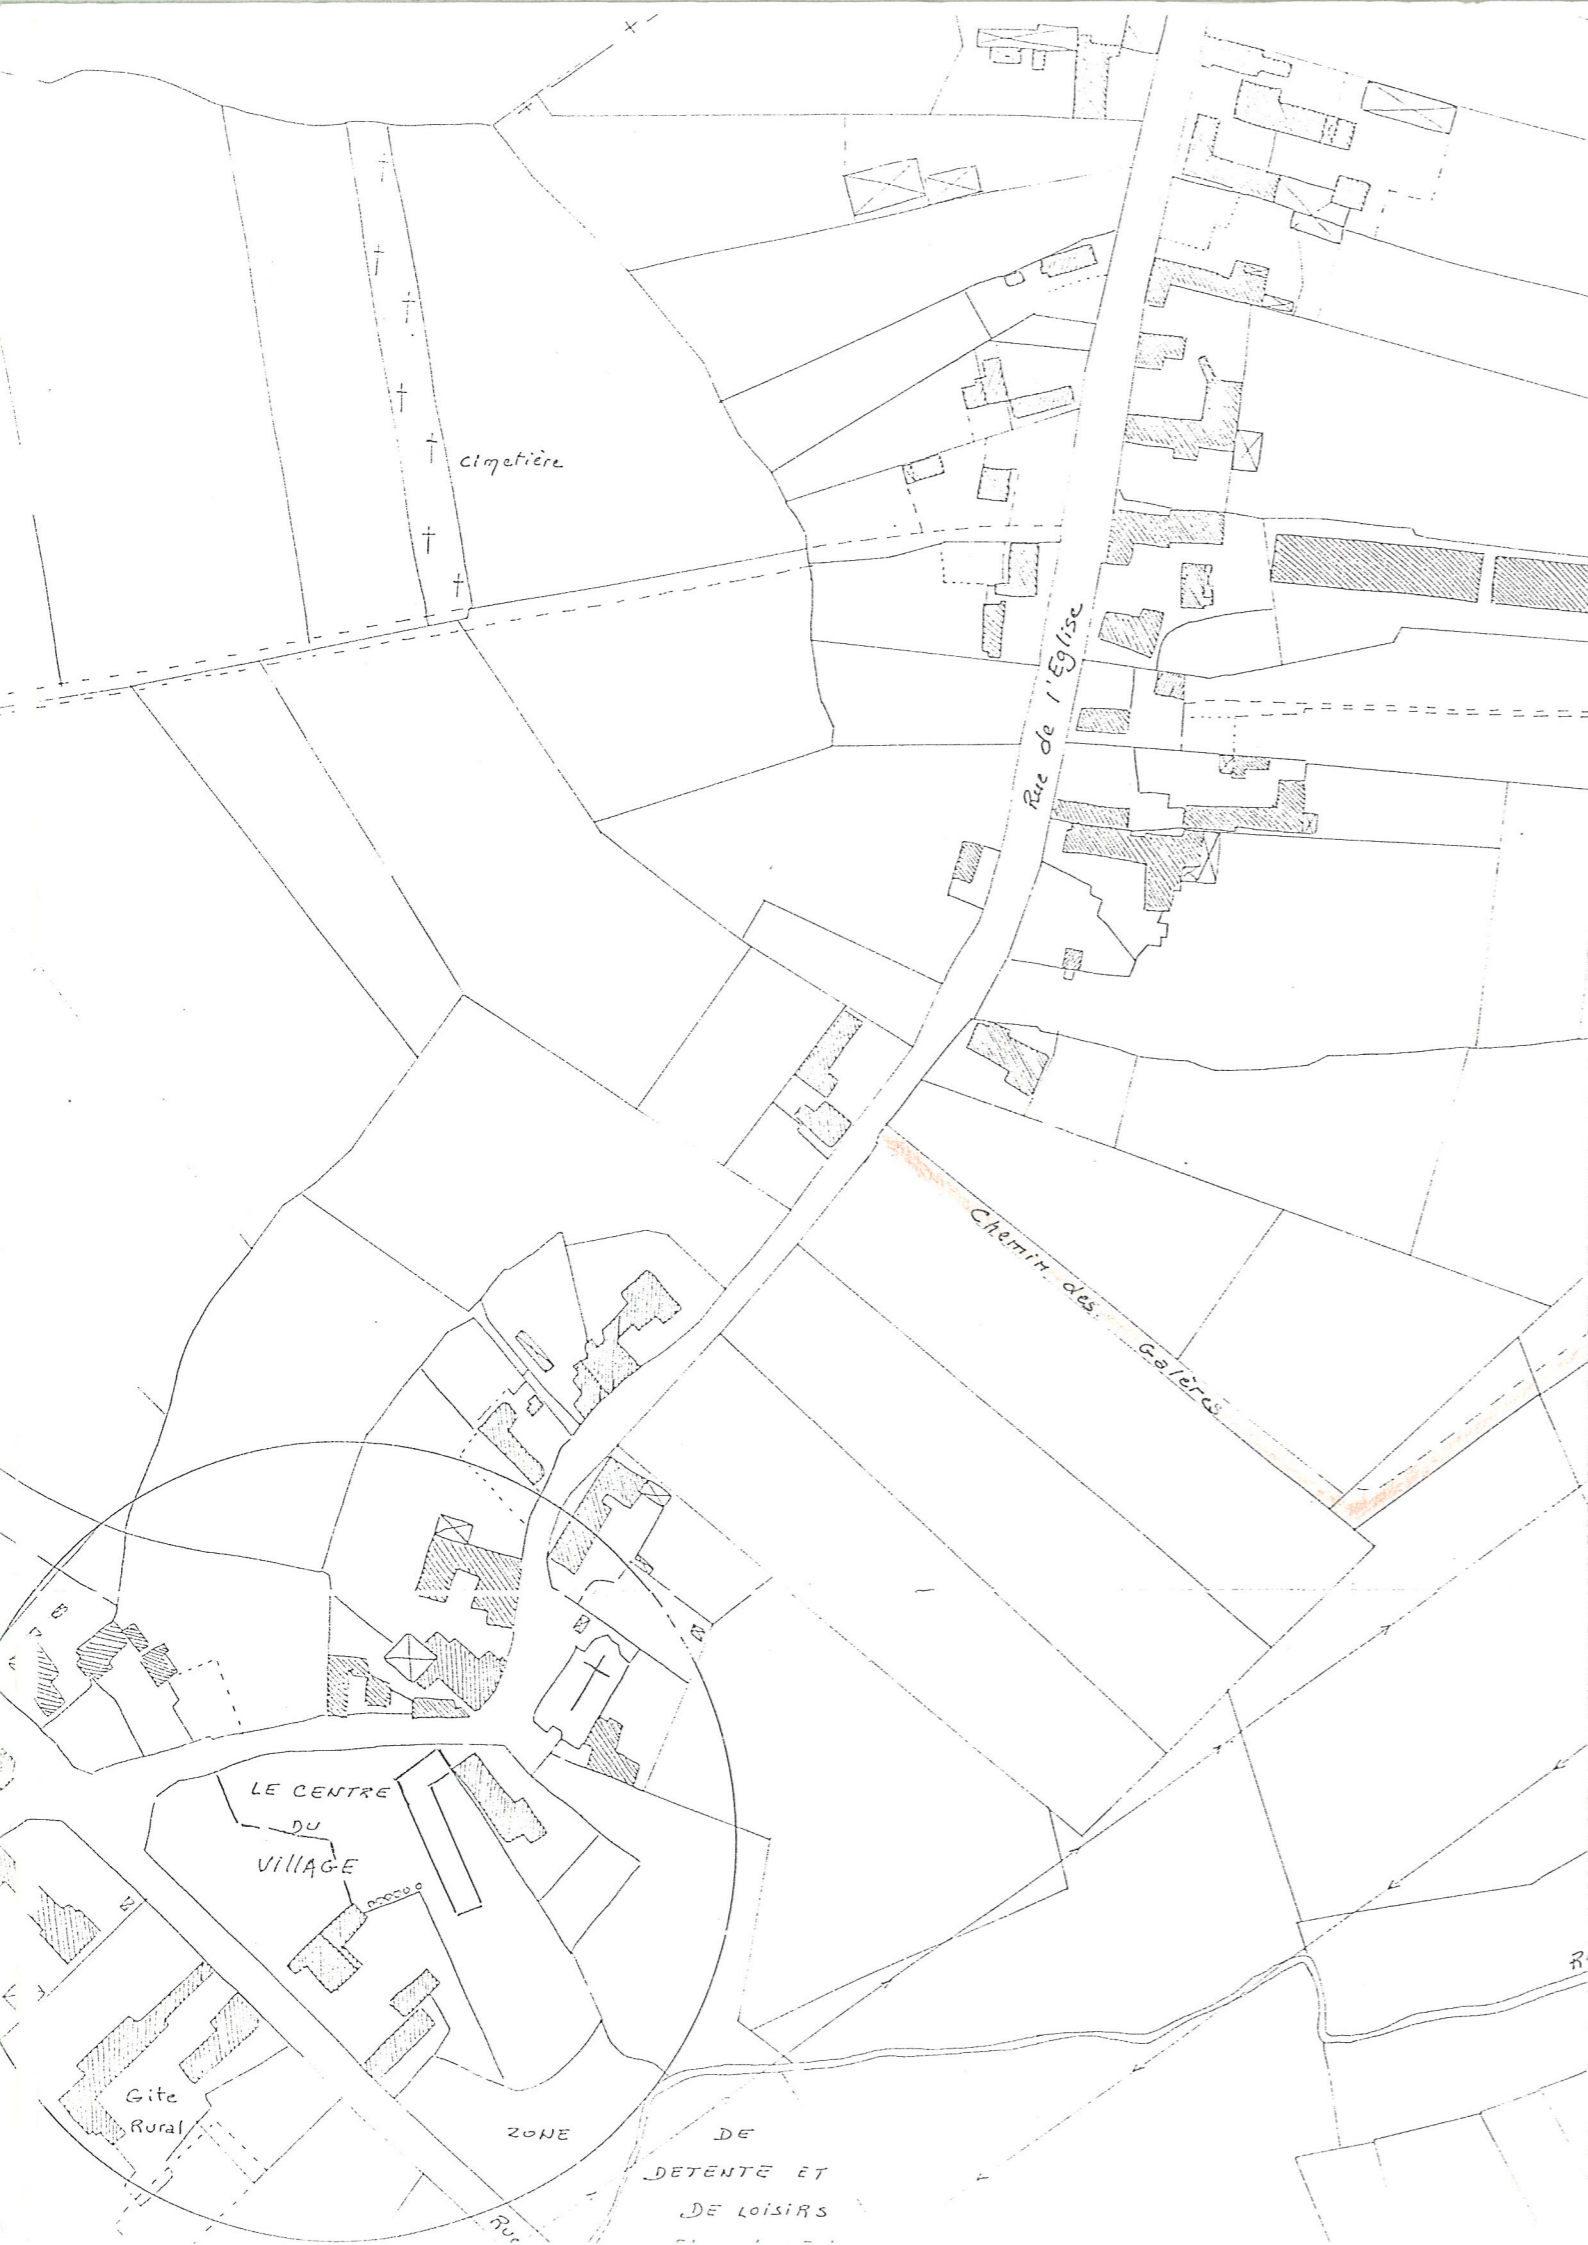 cimetière
Rue de l'Eglise
Chemin des Galères
LE CENTRE
DU
VILLAGE
Gite
Rural
ZONE DE
DETENTE ET
DE LOISIRS